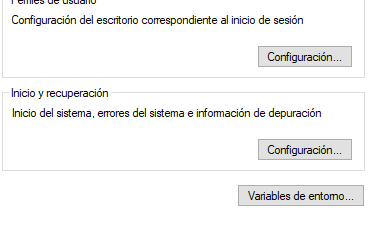 Perfiles de usuario
Configuración del escritorio correspondiente al inicio de sesión
Configuración...
Inicio y recuperación
Inicio del sistema, errores del sistema e información de depuración
Configuración...
Variables de entorno...